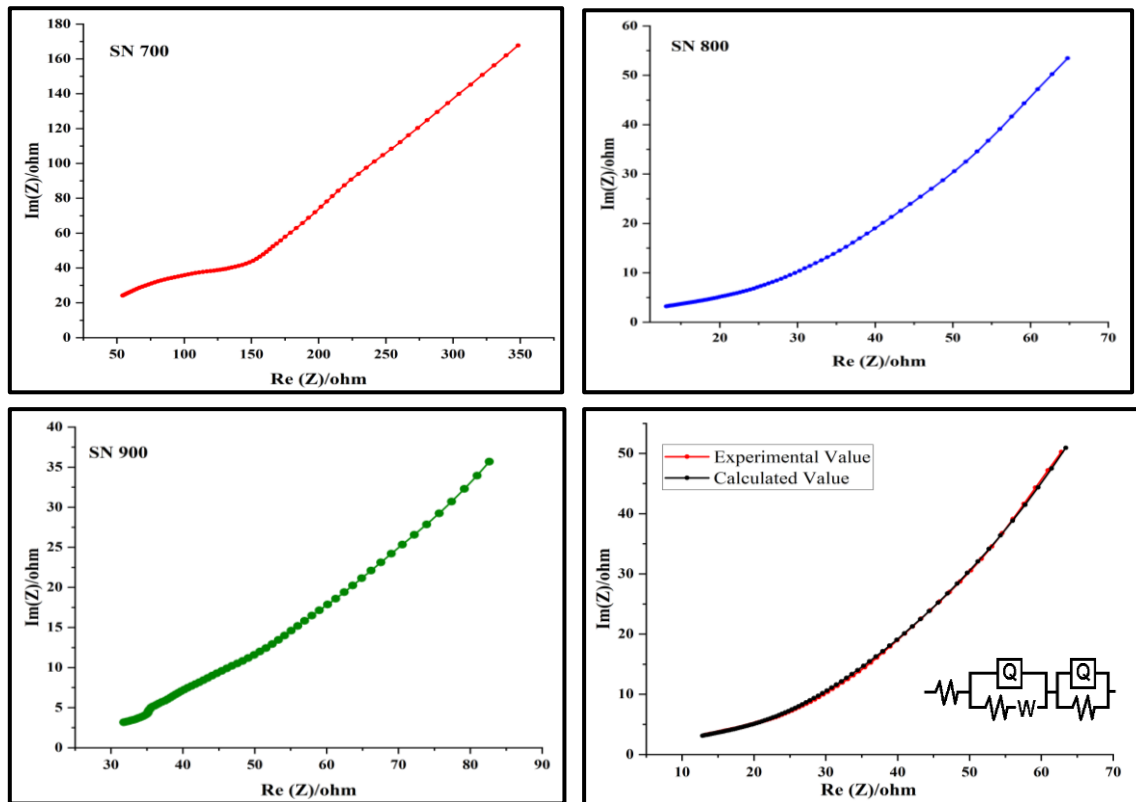 SN 700
180
160
140
120
100
80
60
40
20
0
Im(Z)/ohm
50 100 150 200 250 300 350
Re (Z)/ohm
SN 800
60
50
40
30
20
10
0
Im(Z)/ohm
20 30 40 50 60 70
Re (Z)/ohm
SN 900
40
35
30
25
20
15
10
5
0
Im(Z)/ohm
30 40 50 60 70 80 90
Re (Z)/ohm
Experimental Value
Calculated Value
50
40
30
20
10
0
Im(Z)/ohm
Q
W
Q
10 20 30 40 50 60 70
Re (Z)/ohm